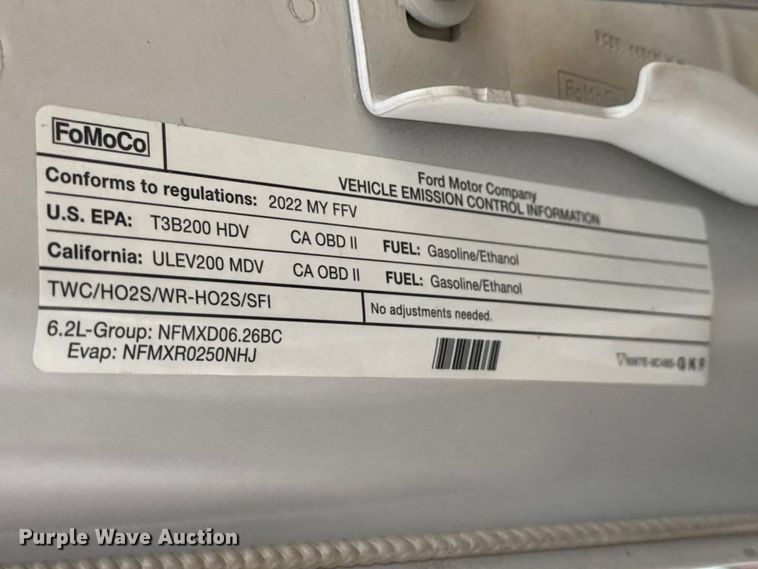 FoMoCo
FoMoCo
Ford Motor Company
VEHICLE EMISSION CONTROL INFORMATION
Conforms to regulations: 2022 MY FFV
U.S. EPA: T3B200 HDV CA OBD II FUEL: Gasoline/Ethanol
California: ULEV200 MDV CA OBD II FUEL: Gasoline/Ethanol
TWC/HO2S/WR-HO2S/SFI
No adjustments needed.
6.2L-Group: NFMXD06.26BC
Evap: NFMXR0250NHJ
Purple Wave Auction